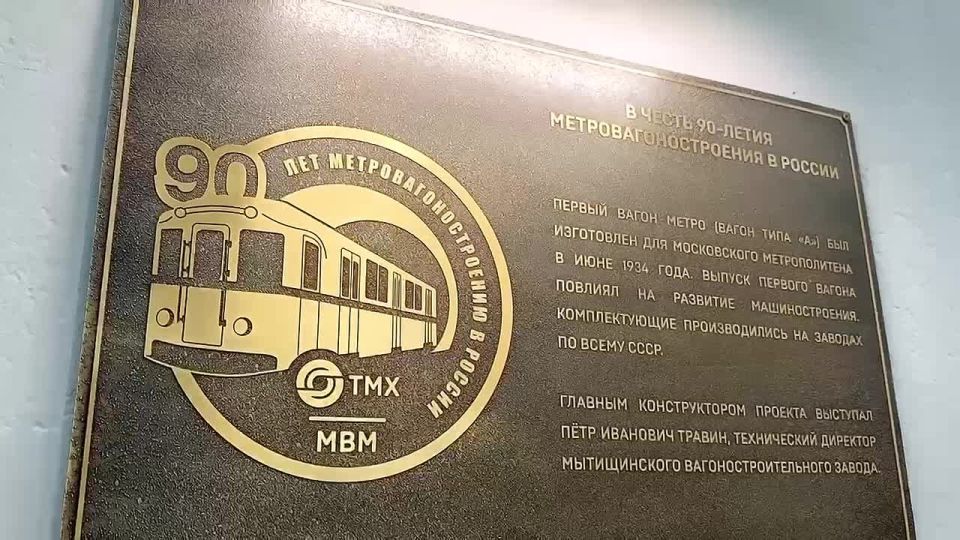 90
ЛЕТ МЕТРОВАГОНОСТРОЕНИЮ В РОССИИ
ТМХ
МВМ
В ЧЕСТЬ 90-ЛЕТИЯ
МЕТРОВАГОНОСТРОЕНИЯ В РОССИИ
ПЕРВЫЙ ВАГОН МЕТРО (ВАГОН ТИПА «А») БЫЛ
ИЗГОТОВЛЕН ДЛЯ МОСКОВСКОГО МЕТРОПОЛИТЕНА
В ИЮНЕ 1934 ГОДА. ВЫПУСК ПЕРВОГО ВАГОНА
ПОВЛИЯЛ НА РАЗВИТИЕ МАШИНОСТРОЕНИЯ.
КОМПЛЕКТУЮЩИЕ ПРОИЗВОДИЛИСЬ НА ЗАВОДАХ
ПО ВСЕМУ СССР.
ГЛАВНЫМ КОНСТРУКТОРОМ ПРОЕКТА ВЫСТУПАЛ
ПЁТР ИВАНОВИЧ ТРАВИН, ТЕХНИЧЕСКИЙ ДИРЕКТОР
МЫТИЩИНСКОГО ВАГОНОСТРОИТЕЛЬНОГО ЗАВОДА.